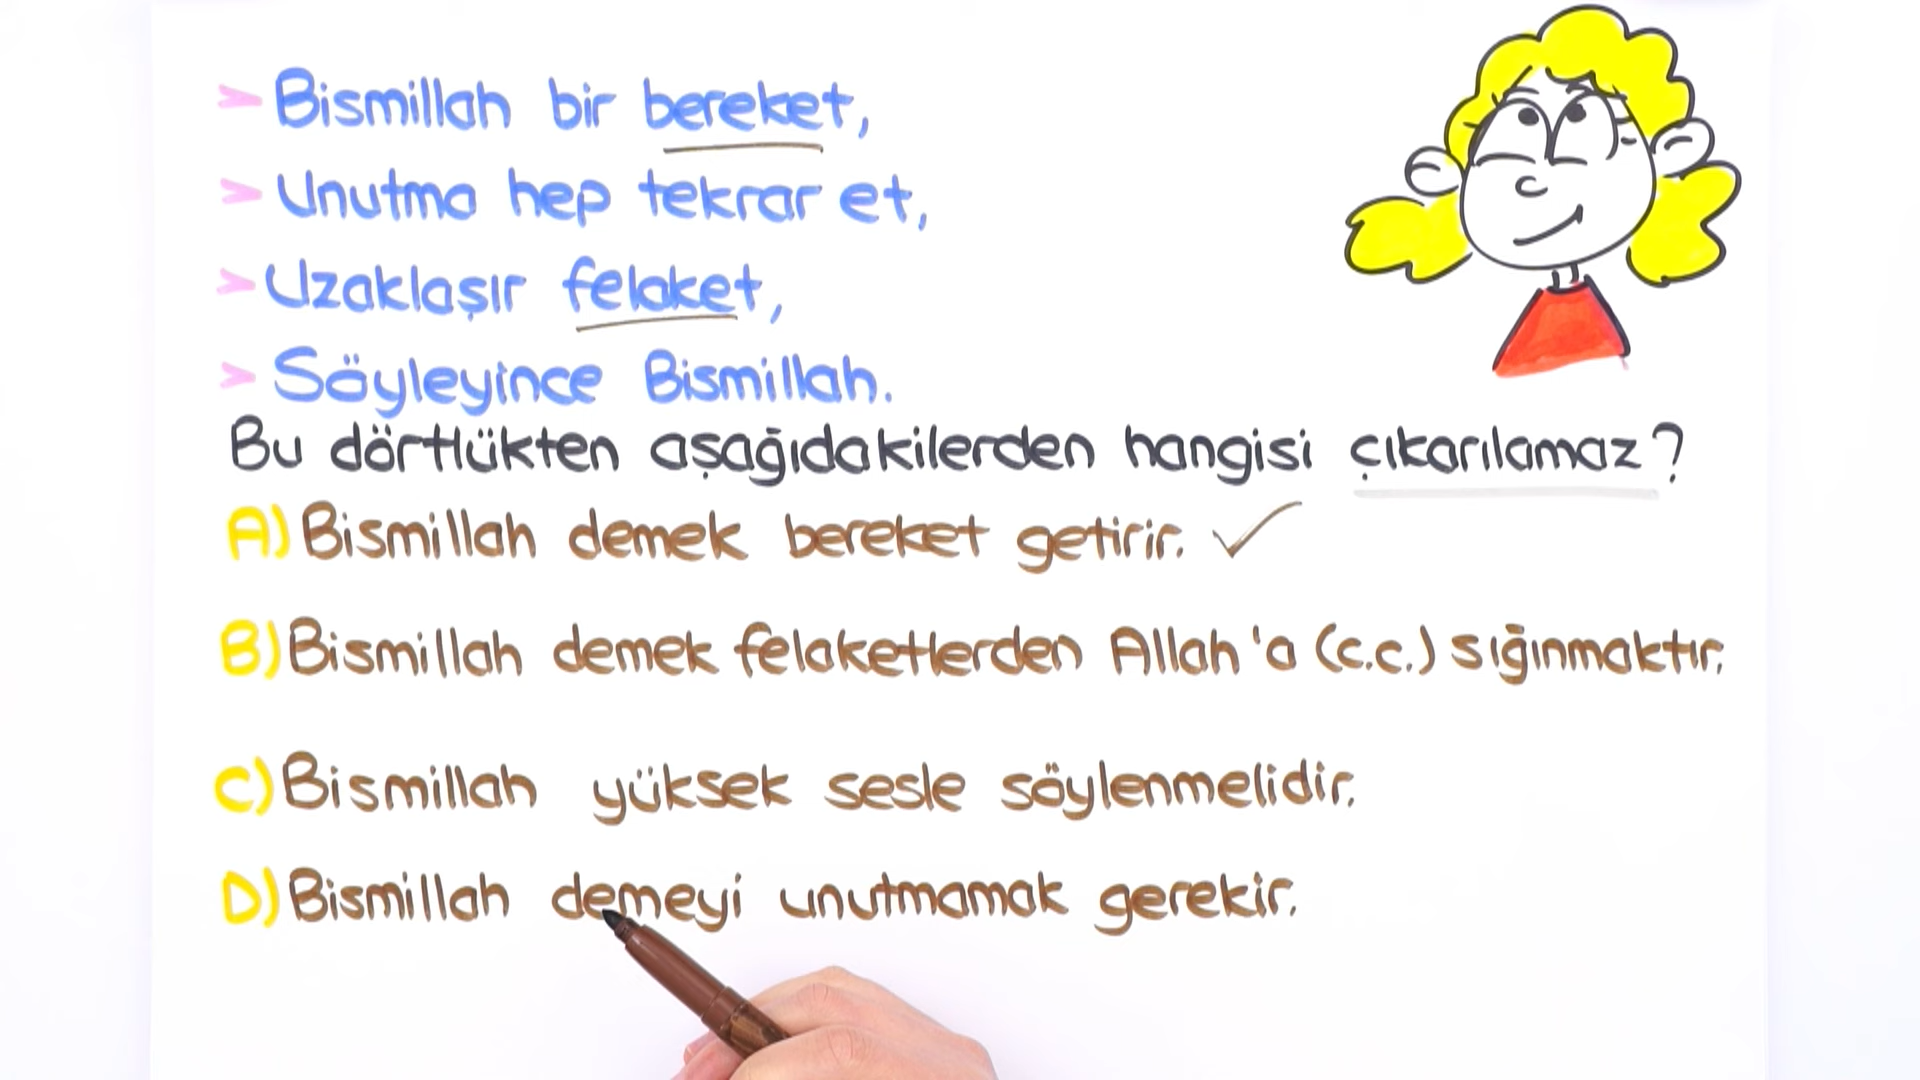 > Bismillah bir bereket,
> Unutma hep tekrar et,
> Uzaklaşır felaket,
> Söyleyince Bismillah.
Bu dörtlükten aşağıdakilerden hangisi çıkarılamaz?
A) Bismillah demek bereket getirir. ✓
B) Bismillah demek felaketlerden Allah'a (c.c.) sığınmaktır.
C) Bismillah yüksek sesle söylenmelidir.
D) Bismillah demeyi unutmamak gerekir.